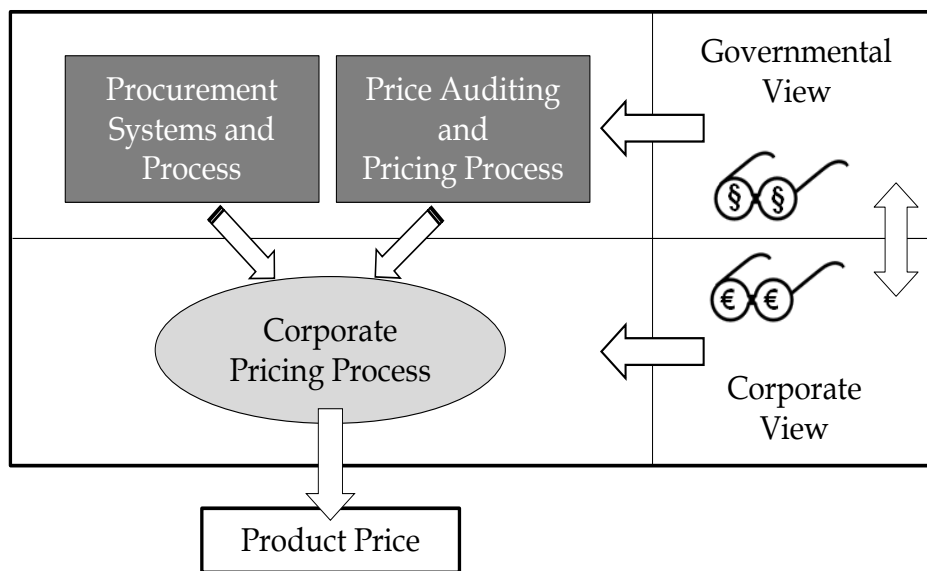 Procurement
Systems and
Process
Price Auditing
and
Pricing Process
Governmental
View
§ §
€ €
Corporate
Pricing Process
Corporate
View
Product Price